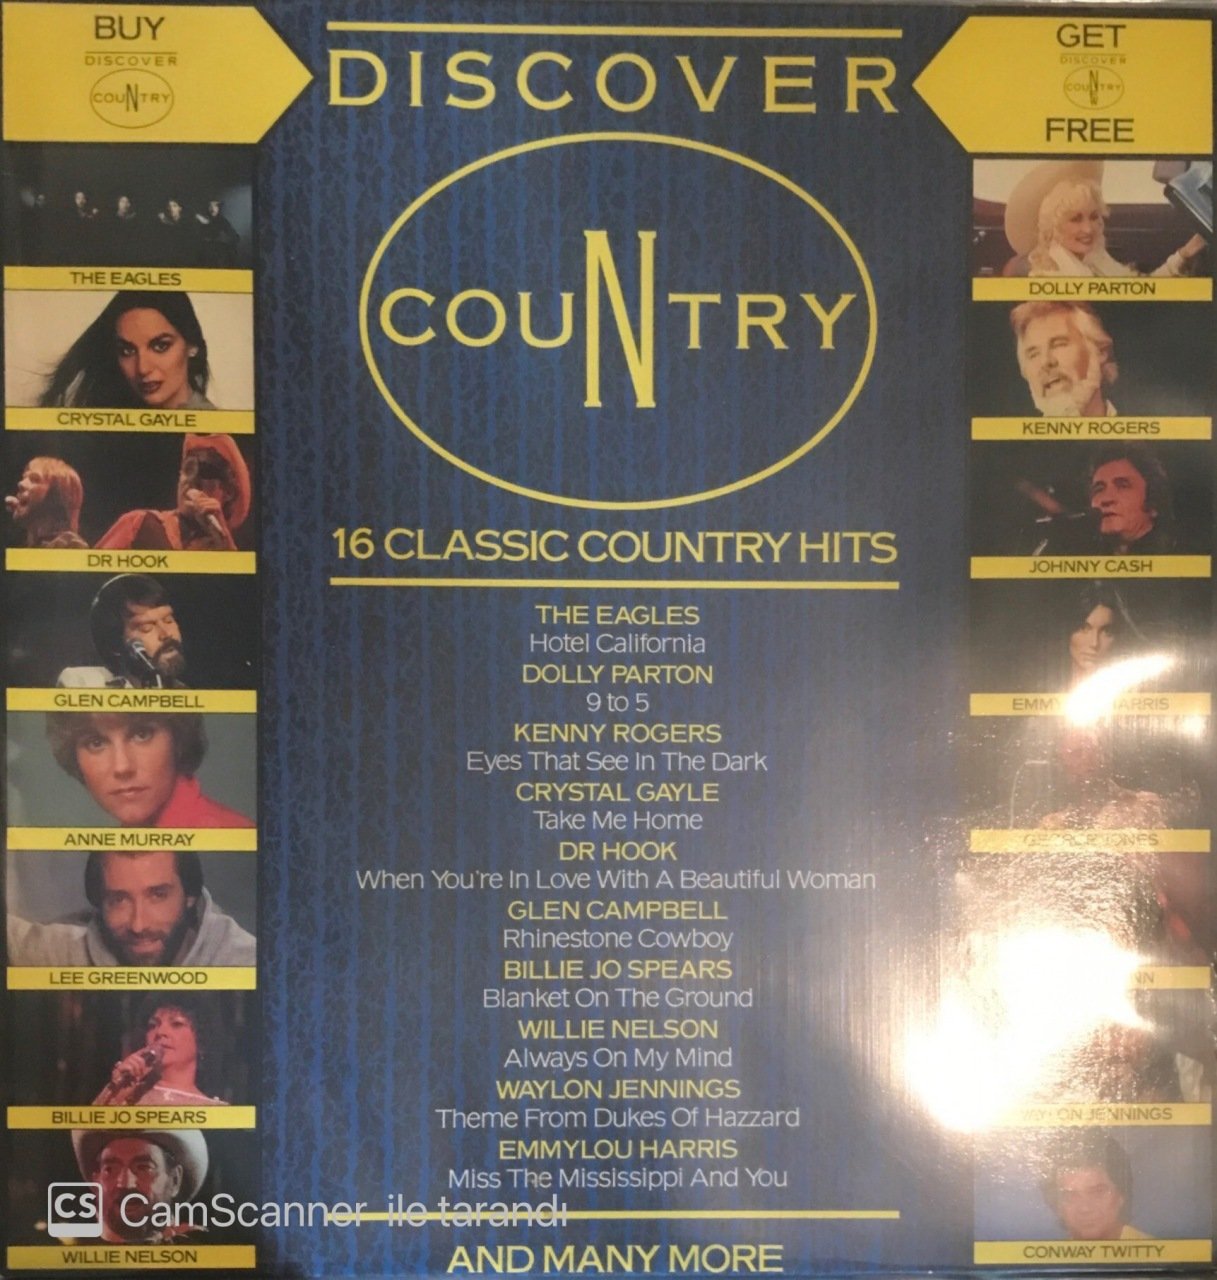 BUY
DISCOVER
COUNTRY
GET
DISCOVER
COUNTRY
FREE
DISCOVER
COUNTRY
16 CLASSIC COUNTRY HITS
THE EAGLES
Hotel California
DOLLY PARTON
9 to 5
KENNY ROGERS
Eyes That See In The Dark
CRYSTAL GAYLE
Take Me Home
DR HOOK
When You're In Love With A Beautiful Woman
GLEN CAMPBELL
Rhinestone Cowboy
BILLIE JO SPEARS
Blanket On The Ground
WILLIE NELSON
Always On My Mind
WAYLON JENNINGS
Theme From Dukes Of Hazzard
EMMYLOU HARRIS
Miss The Mississippi And You
AND MANY MORE
THE EAGLES
CRYSTAL GAYLE
DR HOOK
GLEN CAMPBELL
ANNE MURRAY
LEE GREENWOOD
BILLIE JO SPEARS
WILLIE NELSON
DOLLY PARTON
KENNY ROGERS
JOHNNY CASH
HARRIS
GEORGE JONES
JENNINGS
CONWAY TWITTY
CS CamScanner ile tarandı